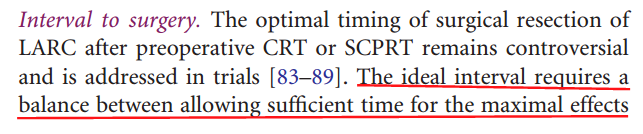 Interval to surgery. The optimal timing of surgical resection of
LARC after preoperative CRT or SCPRT remains controversial
and is addressed in trials [83–89]. The ideal interval requires a
balance between allowing sufficient time for the maximal effects